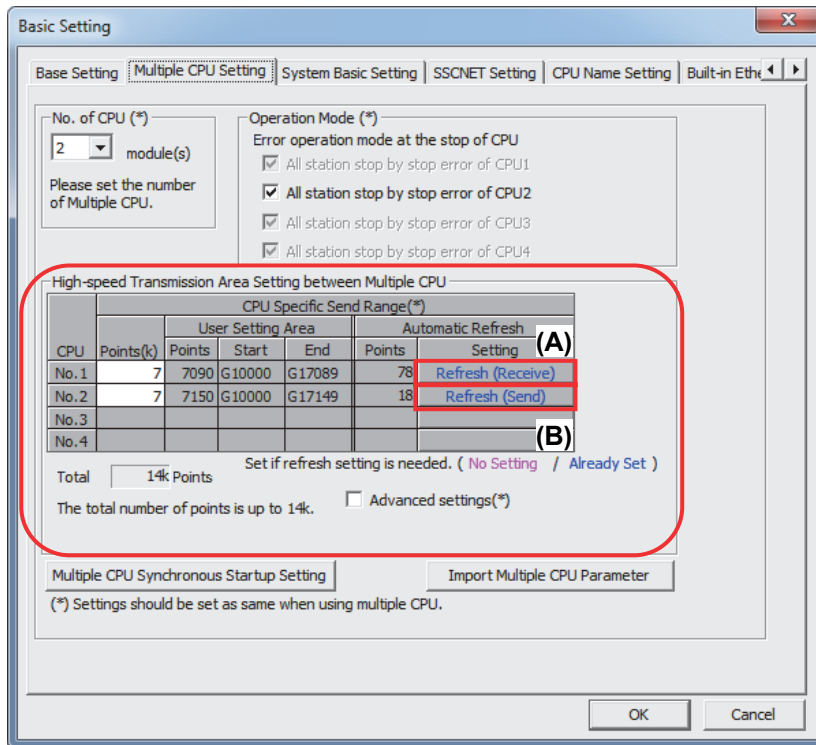 Basic Setting
Base Setting Multiple CPU Setting System Basic Setting SSCNET Setting CPU Name Setting Built-in Ethe
No. of CPU (*)
2 module(s)
Please set the number
of Multiple CPU.
Operation Mode (*)
Error operation mode at the stop of CPU
All station stop by stop error of CPU1
All station stop by stop error of CPU2
All station stop by stop error of CPU3
All station stop by stop error of CPU4
High-speed Transmission Area Setting between Multiple CPU
CPU Specific Send Range(*)
User Setting Area Automatic Refresh
CPU Points(k) Points Start End Points Setting (A)
No.1 7 7090 G10000 G17089 78 Refresh (Receive)
No.2 7 7150 G10000 G17149 18 Refresh (Send)
No.3
No.4 (B)
Set if refresh setting is needed. ( No Setting / Already Set )
Total 14k Points
The total number of points is up to 14k. Advanced settings(*)
Multiple CPU Synchronous Startup Setting Import Multiple CPU Parameter
(*) Settings should be set as same when using multiple CPU.
OK Cancel